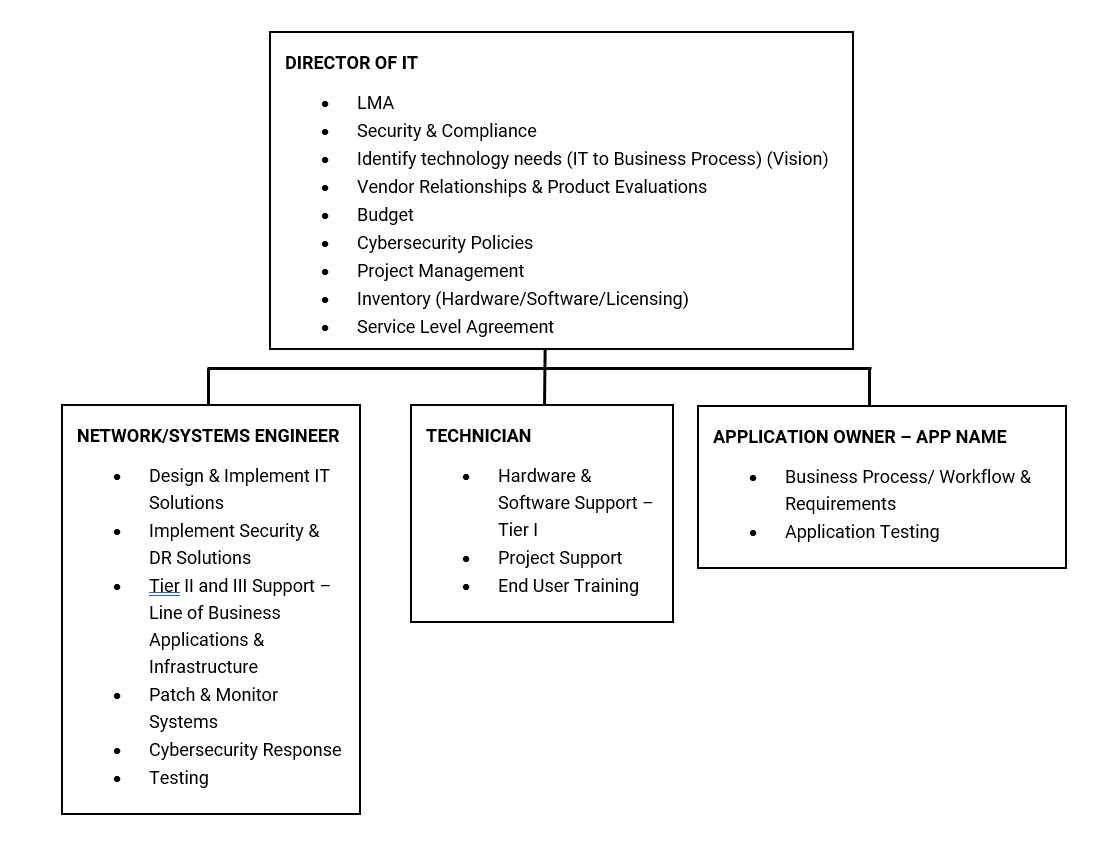 DIRECTOR OF IT
• LMA
• Security & Compliance
• Identify technology needs (IT to Business Process) (Vision)
• Vendor Relationships & Product Evaluations
• Budget
• Cybersecurity Policies
• Project Management
• Inventory (Hardware/Software/Licensing)
• Service Level Agreement
NETWORK/SYSTEMS ENGINEER
• Design & Implement IT
Solutions
• Implement Security &
DR Solutions
• Tier II and III Support –
Line of Business
Applications &
Infrastructure
• Patch & Monitor
Systems
• Cybersecurity Response
• Testing
TECHNICIAN
• Hardware &
Software Support –
Tier I
• Project Support
• End User Training
APPLICATION OWNER – APP NAME
• Business Process/ Workflow &
Requirements
• Application Testing